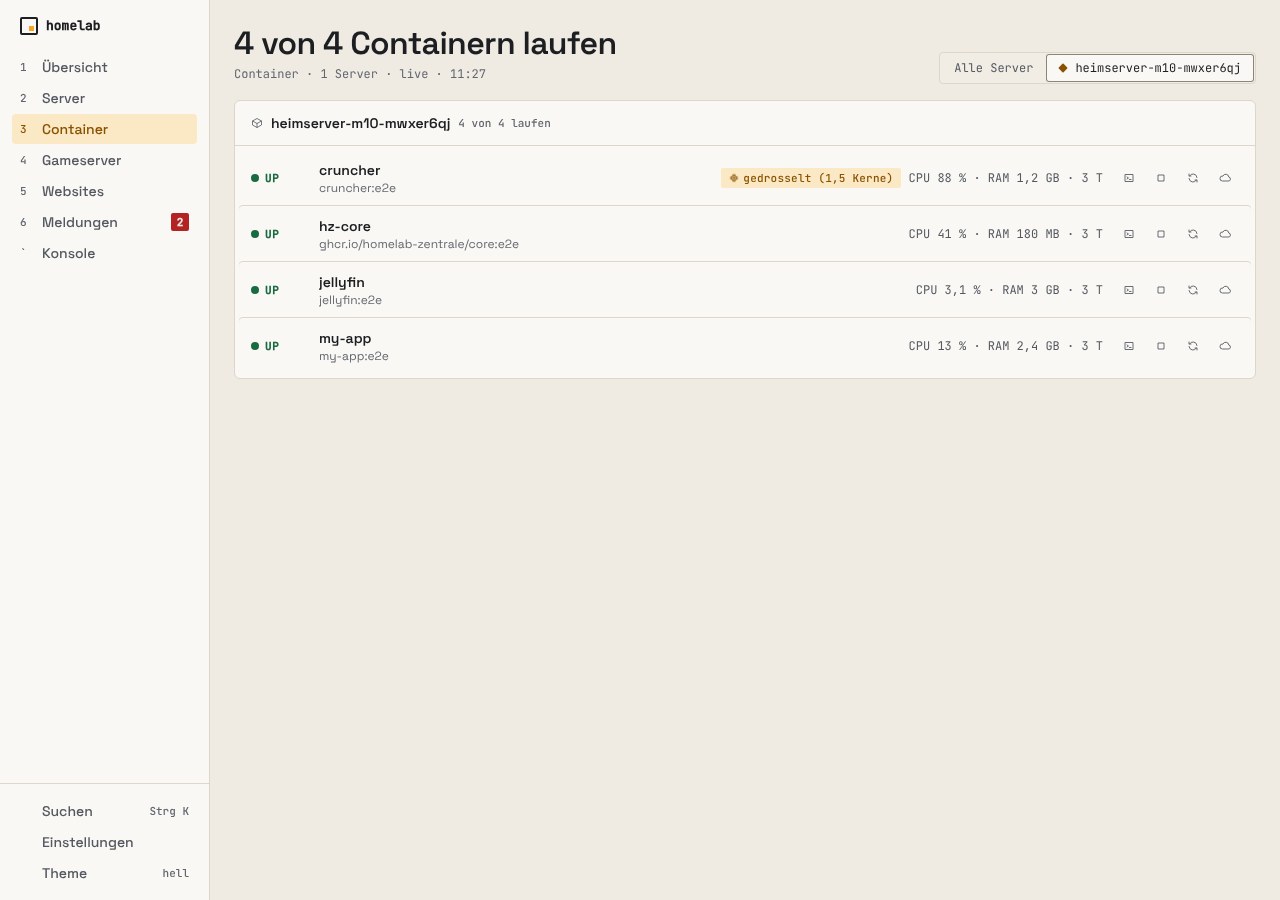 homelab
1 Übersicht
2 Server
3 Container
4 Gameserver
5 Websites
6 Meldungen 2
` Konsole
Suchen Strg K
Einstellungen
Theme hell
4 von 4 Containern laufen
Container · 1 Server · live · 11:27
Alle Server ◆ heimserver-m10-mwxer6qj
heimserver-m10-mwxer6qj 4 von 4 laufen
UP cruncher gedrosselt (1,5 Kerne) CPU 88 % · RAM 1,2 GB · 3 T
cruncher:e2e
UP hz-core CPU 41 % · RAM 180 MB · 3 T
ghcr.io/homelab-zentrale/core:e2e
UP jellyfin CPU 3,1 % · RAM 3 GB · 3 T
jellyfin:e2e
UP my-app CPU 13 % · RAM 2,4 GB · 3 T
my-app:e2e